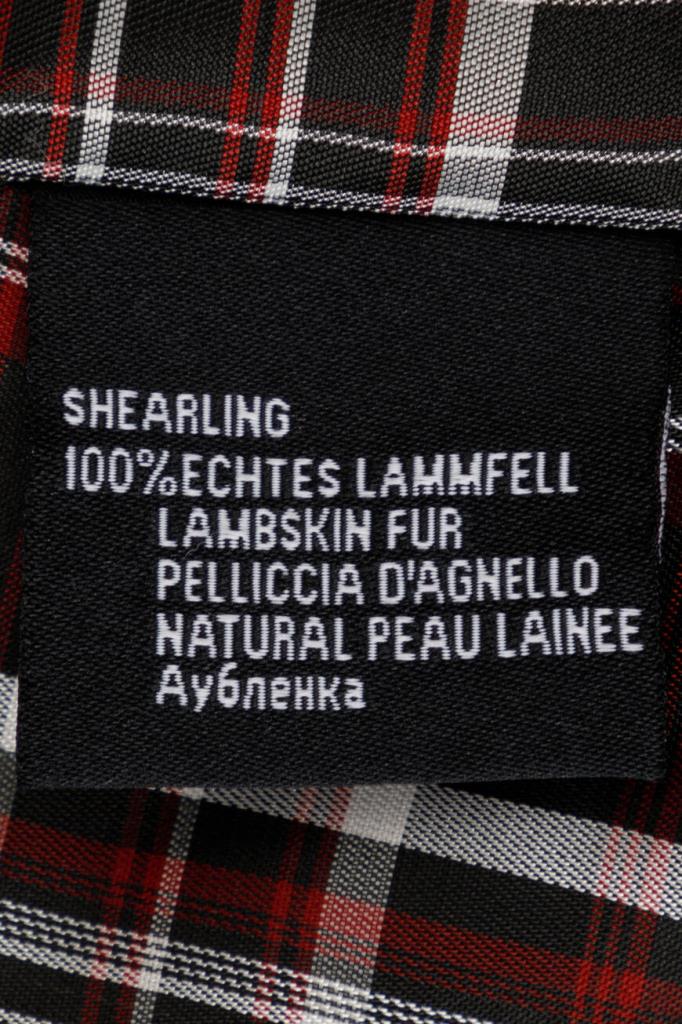 SHEARLING
100%ECHTES LAMMFELL
LAMBSKIN FUR
PELLICCIA D'AGNELLO
NATURAL PEAU LAINEE
Аубленка